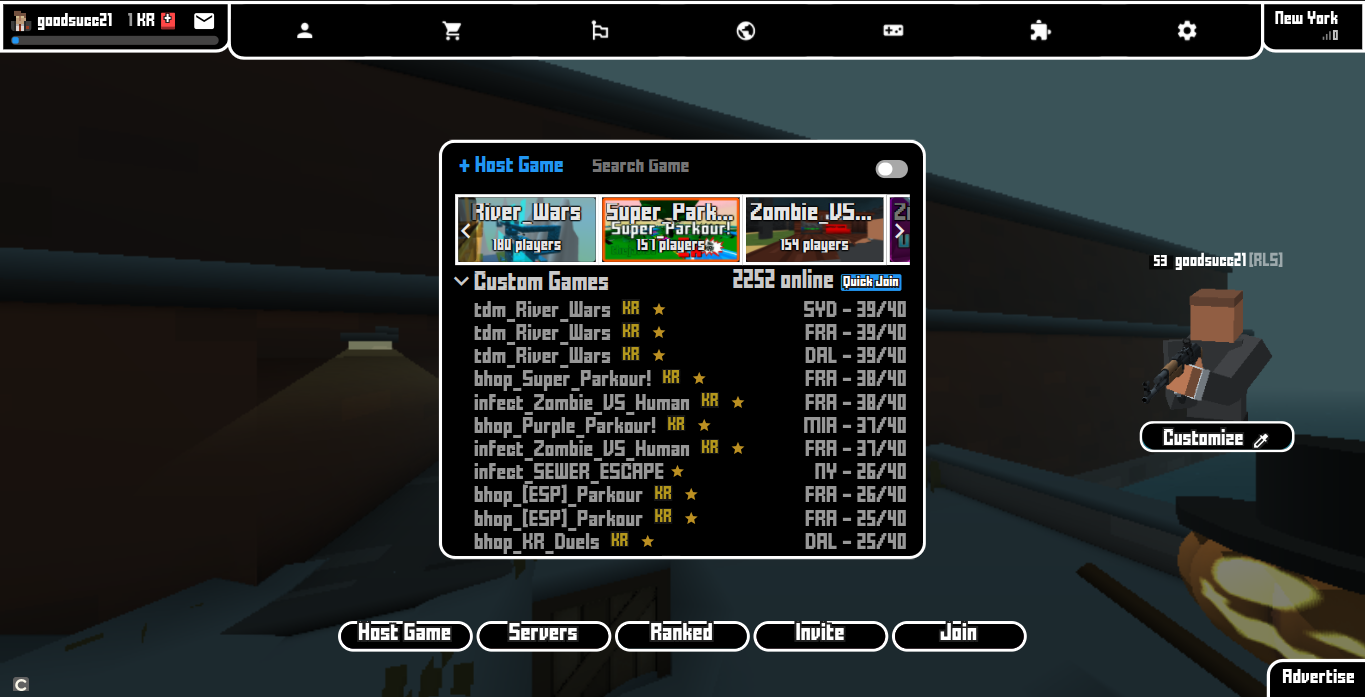 goodsucc21 1 KR
New York
0
+ Host Game Search Game
River_Wars
180 players
Super_Park...
Super_Parkour!
157 players
Zombie_VS...
154 players
Custom Games 2252 online Quick Join
tdm_River_Wars KR SYD - 39/40
tdm_River_Wars KR FRA - 39/40
tdm_River_Wars KR DAL - 39/40
bhop_Super_Parkour! KR FRA - 38/40
infect_Zombie_VS_Human KR FRA - 38/40
bhop_Purple_Parkour! KR MIA - 37/40
infect_Zombie_VS_Human KR FRA - 37/40
infect_SEWER_ESCAPE NY - 26/40
bhop_[ESP]_Parkour KR FRA - 26/40
bhop_[ESP]_Parkour KR FRA - 25/40
bhop_KR_Duels KR DAL - 25/40
53 goodsucc21 [RLS]
Customize
Host Game Servers Ranked Invite Join
Advertise
C